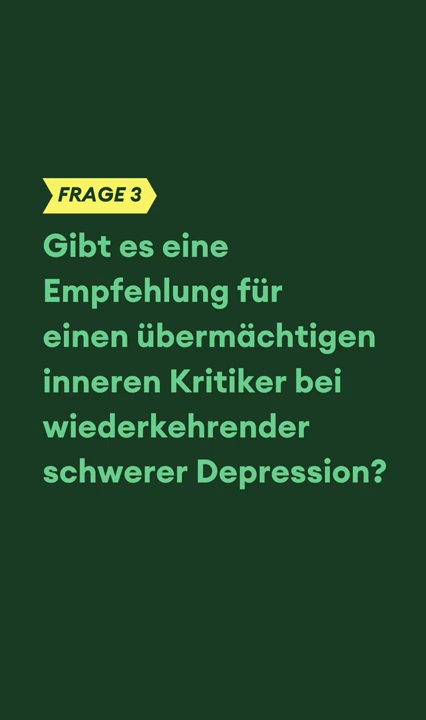 FRAGE 3
Gibt es eine
Empfehlung für
einen übermächtigen
inneren Kritiker bei
wiederkehrender
schwerer Depression?